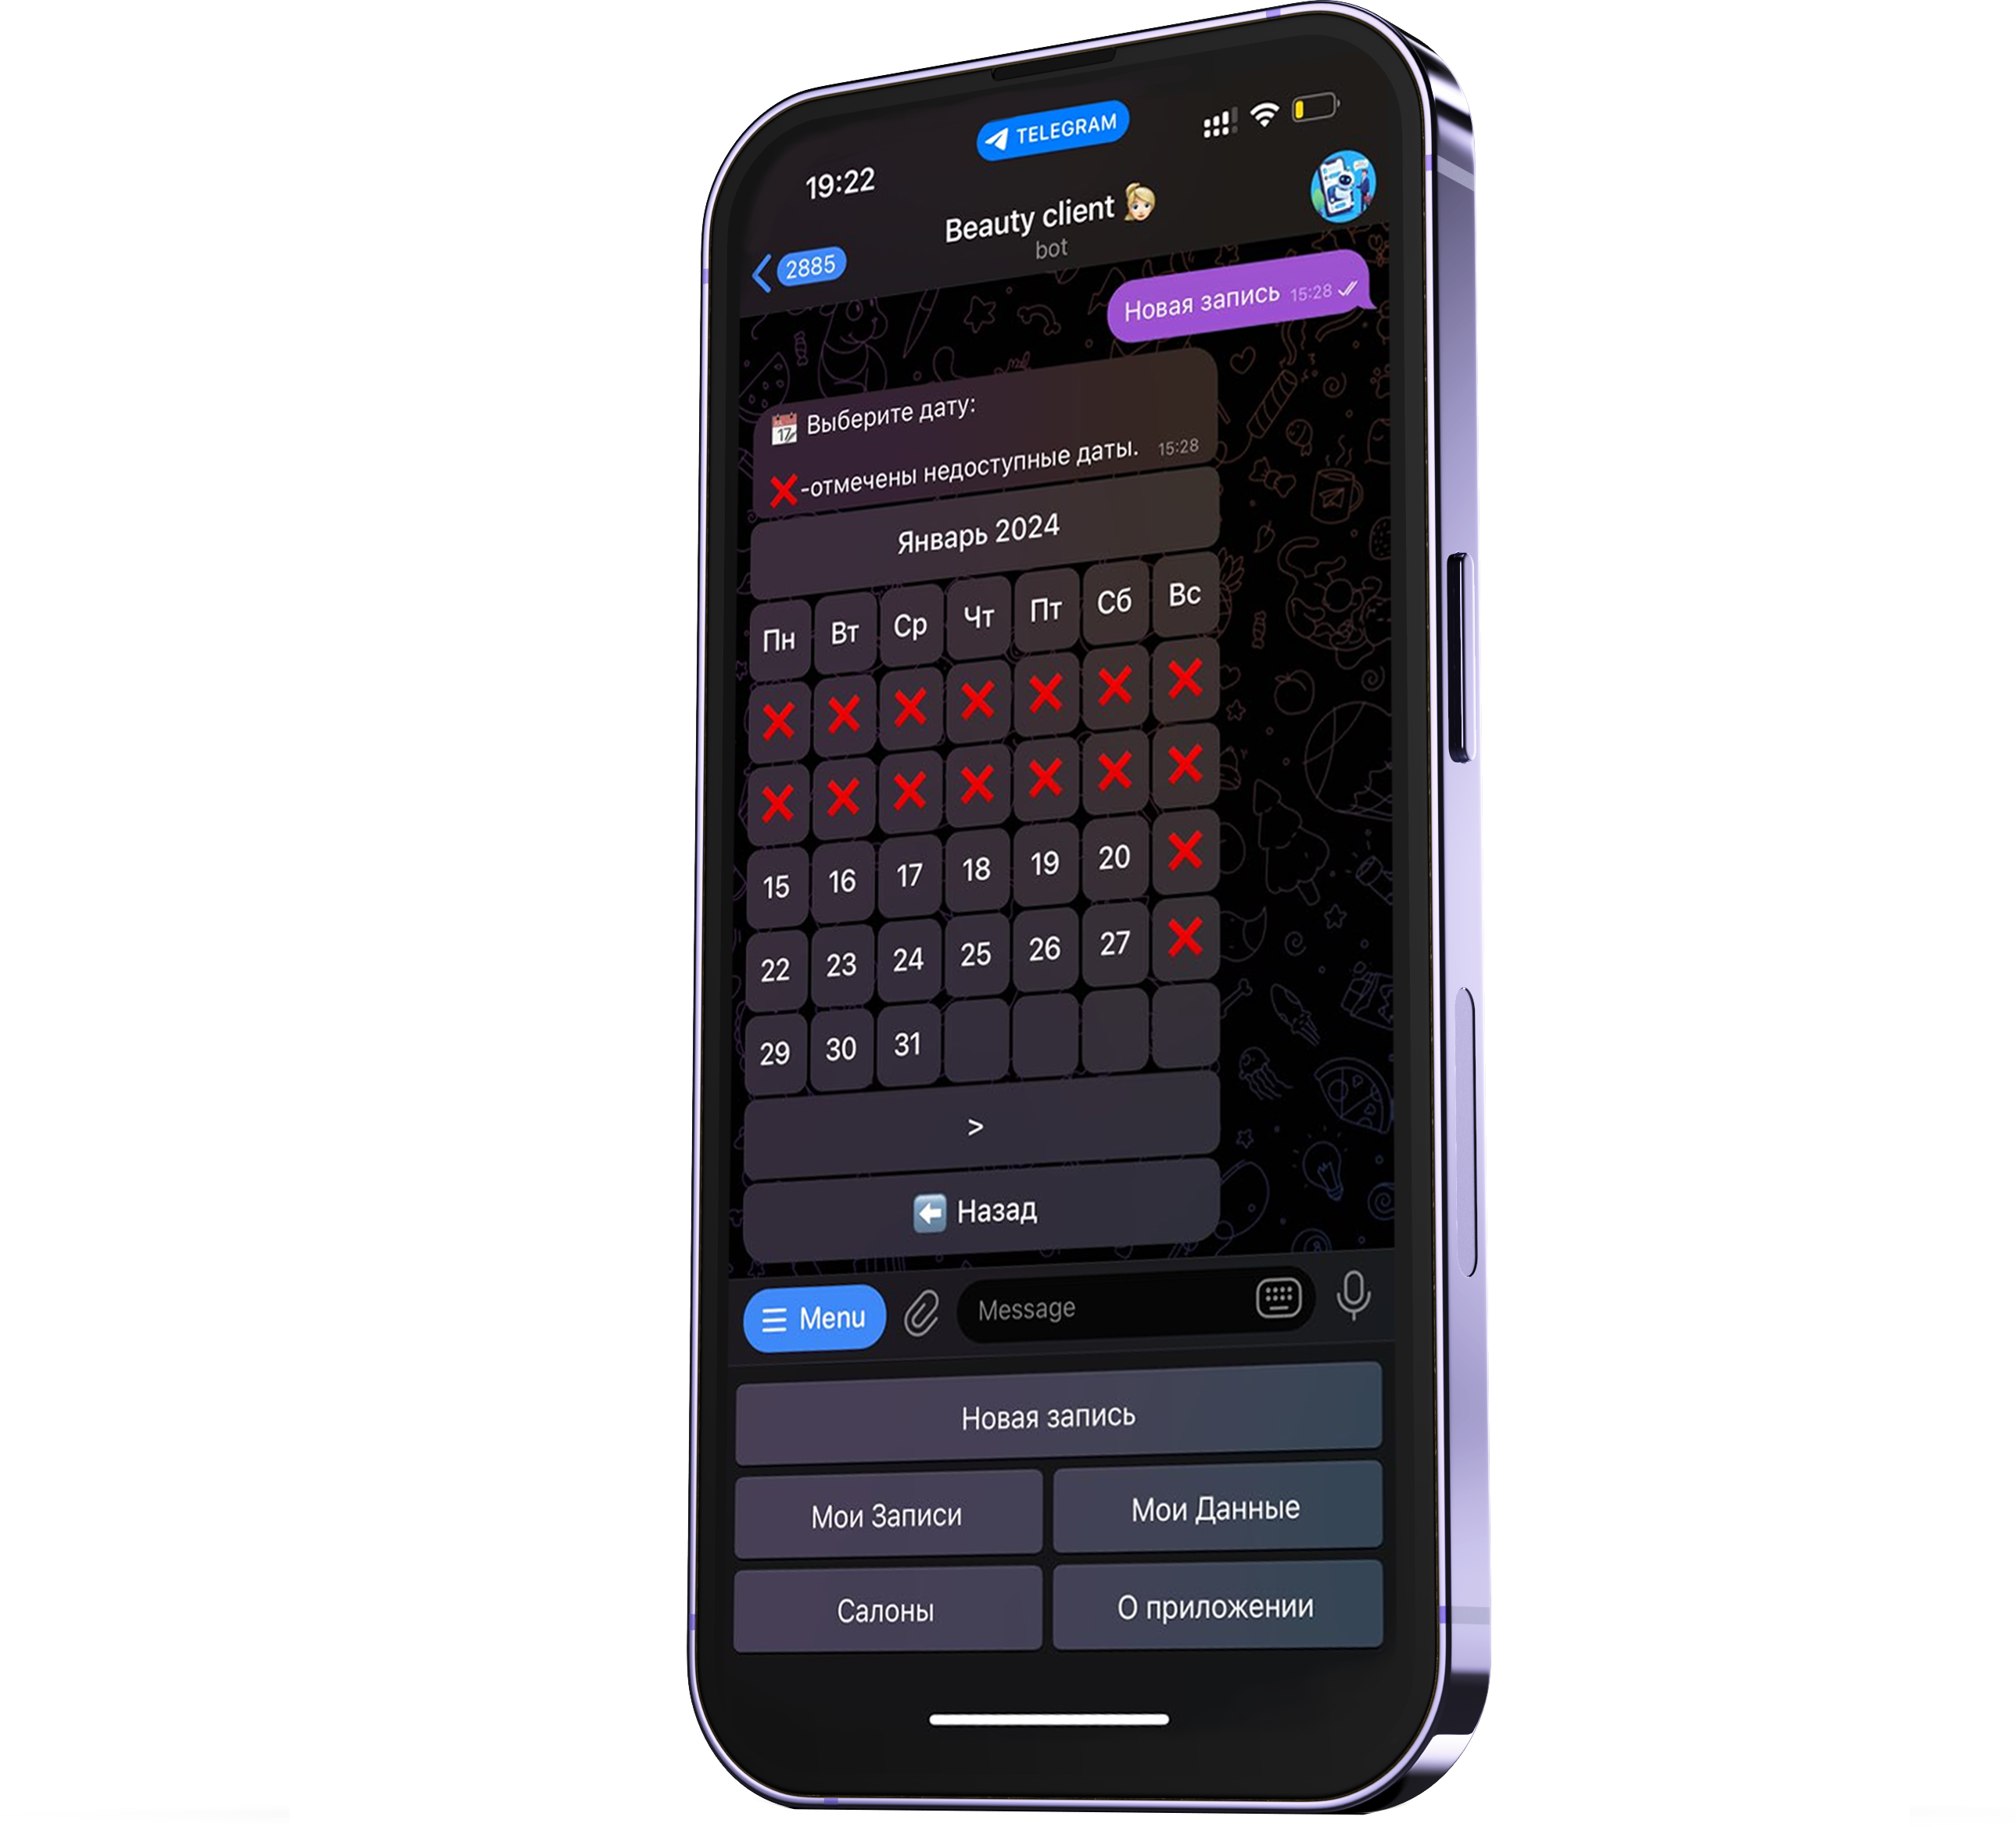 TELEGRAM
19:22
Beauty client
bot
2885
Новая запись 15:28
17 Выберите дату:
❌-отмечены недоступные даты. 15:28
Январь 2024
Пн Вт Ср Чт Пт Сб Вс
❌ ❌ ❌ ❌ ❌ ❌ ❌
❌ ❌ ❌ ❌ ❌ ❌ ❌
15 16 17 18 19 20 ❌
22 23 24 25 26 27 ❌
29 30 31
>
Назад
Menu Message
Новая запись
Мои Записи Мои Данные
Салоны О приложении